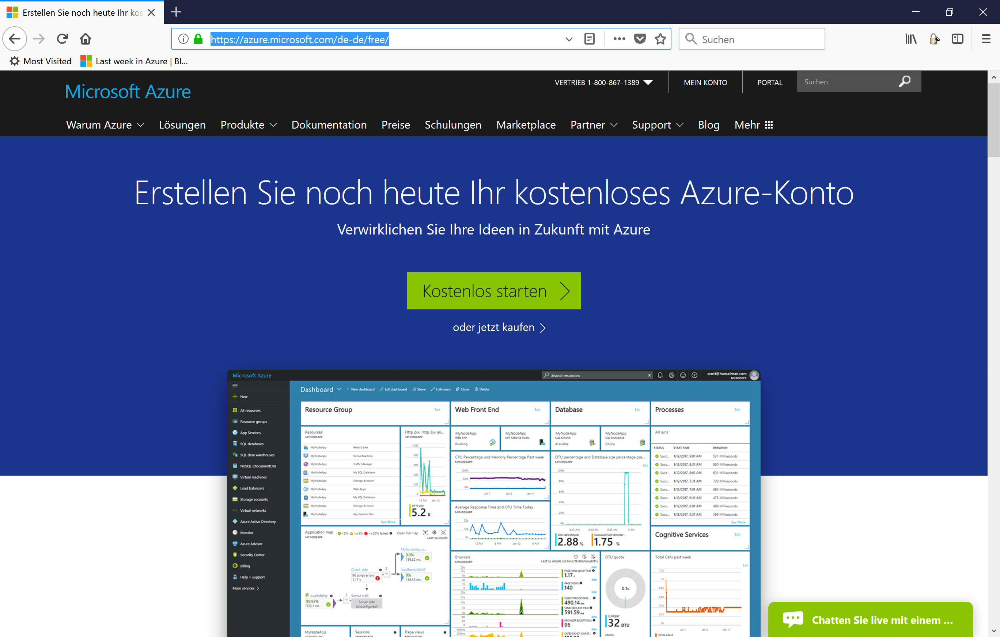 Erstellen Sie noch heute Ihr kos
https://azure.microsoft.com/de-de/free/
Suchen
Most Visited
Last week in Azure | Bl...
Microsoft Azure
VERTRIEB 1-800-867-1389
MEIN KONTO
PORTAL
Suchen
Warum Azure Lösungen Produkte Dokumentation Preise Schulungen Marketplace Partner Support Blog Mehr
Erstellen Sie noch heute Ihr kostenloses Azure-Konto
Verwirklichen Sie Ihre Ideen in Zukunft mit Azure
Kostenlos starten
oder jetzt kaufen
Microsoft Azure
Search resources
scott@hanselman.com
MICROSOFT
Dashboard New dashboard Edit dashboard Share Fullscreen Clone Delete
New
All resources
Resource groups
App Services
SQL databases
SQL data warehouses
NoSQL (DocumentDB)
Virtual machines
Load balancers
Storage accounts
Virtual networks
Azure Active Directory
Monitor
Azure Advisor
Security Center
Billing
Help + support
More services
Resource Group Edit
Resources
MYNODEAPP
MyNodeApp Redis Cache
MyNodeApp Virtual Machine
MyNodeApp Traffic Manager
MyNodeApp My SQL Database
MyNodeApp Storage Account
MyNodeApp Web Apps
MyNodeApp My SQL Database
MyNodeApp Storage Account
MyNodeApp App Service Plan
See More
Http 2xx, Http 3xx an...
MYNODEAPP
1,000
800
600
400
200
0
12 PM Jan 12
HTTP 2XX
5.2 K
Application map <5% >=5% >=20% failed Open full map
MYNODEAPP
LAST 24 HOURS
MyNodeApp.a...
0.0%
189.32 ms
Client side
96 script errors
1.17 s
2
localhost:44367
0%
136.35 ms
Availability
99.93%
532.1 ms
1
Server side
Server side
(unconfigured)
MyNodeApp
Sessions
Page views
Web Front End Edit
MyNodeApp
WEB APP
Running
MyNodeApp
APP SERVICE PLAN
CPU Percentage and Memory Percentage Past week
MYNODEAPP
100%
50%
0%
Jan 7 Jan 9 Jan 11
Average Response Time and CPU Time Today
MYNODEAPP
20s
10s
0s
12 PM 6 PM Jan 12 6 AM
Database Edit
MyNodeApp
SQL SERVER
Available
MyNodeApp
SQL DATABASE
Online
DTU percentage and Database size percentage pas...
MYNODEAPP
Edit
100%
80%
60%
40%
20%
0%
8:15 AM 8:30 AM 8:45 AM 9 AM
DTU PERCENTAGE
2.88 %
DATABASE SIZE PERCENT...
1.75 %
Browsers
MYNODEAPP
LAST 24 HOURS (30 MINUTE GRANULARITY)
20s
10s
0s
Edit
PAGE VIEW LOAD TIME
1.17 s
20
10
0
Edit
PAGE VIEWS
140
20s
15s
10s
5s
0s
Edit
CLIENT PROCESSING ...
490.14 ms
SEND REQUEST TIME
591.59 ms
100
50
0
Edit
BROWSER EXCEPTIONS
96
400ms
200ms
Edit
DEPENDENCY DURAT...
DTU quota
0.1%
CURRENT
32 DTU
QUOTA
Processes Edit
All runs
STATUS START TIME DURATION
Succ... 1/12/2017, 9:01 AM 531 Milliseconds
Succ... 1/12/2017, 8:31 AM 800 Milliseconds
Succ... 1/12/2017, 8:01 AM 621 Milliseconds
Succ... 1/12/2017, 7:31 AM 728 Milliseconds
Succ... 1/12/2017, 7:01 AM 694 Milliseconds
Succ... 1/12/2017, 6:31 AM 475 Milliseconds
Succ... 1/12/2017, 6:01 AM 489 Milliseconds
Succ... 1/12/2017, 5:31 AM 399 Milliseconds
See More
Cognitive Services Edit
Total Calls past week
Edit
1.2K
1K
0.8K
0.6K
0.4K
0.2K
0K
Jan 7 Jan 9 Jan 11
TOTAL CALLS
Chatten Sie live mit einem ...